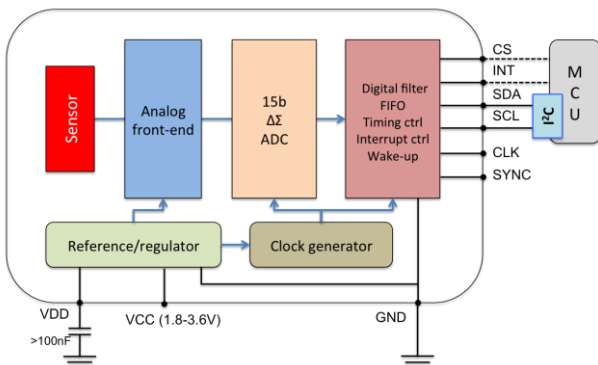 Sensor
Analog
front-end
15b
ΔΣ
ADC
Digital filter
FIFO
Timing ctrl
Interrupt ctrl
Wake-up
CS
INT
SDA
SCL
CLK
SYNC
I²C
M
C
U
Reference/regulator
Clock generator
VDD
>100nF
VCC (1.8-3.6V)
GND